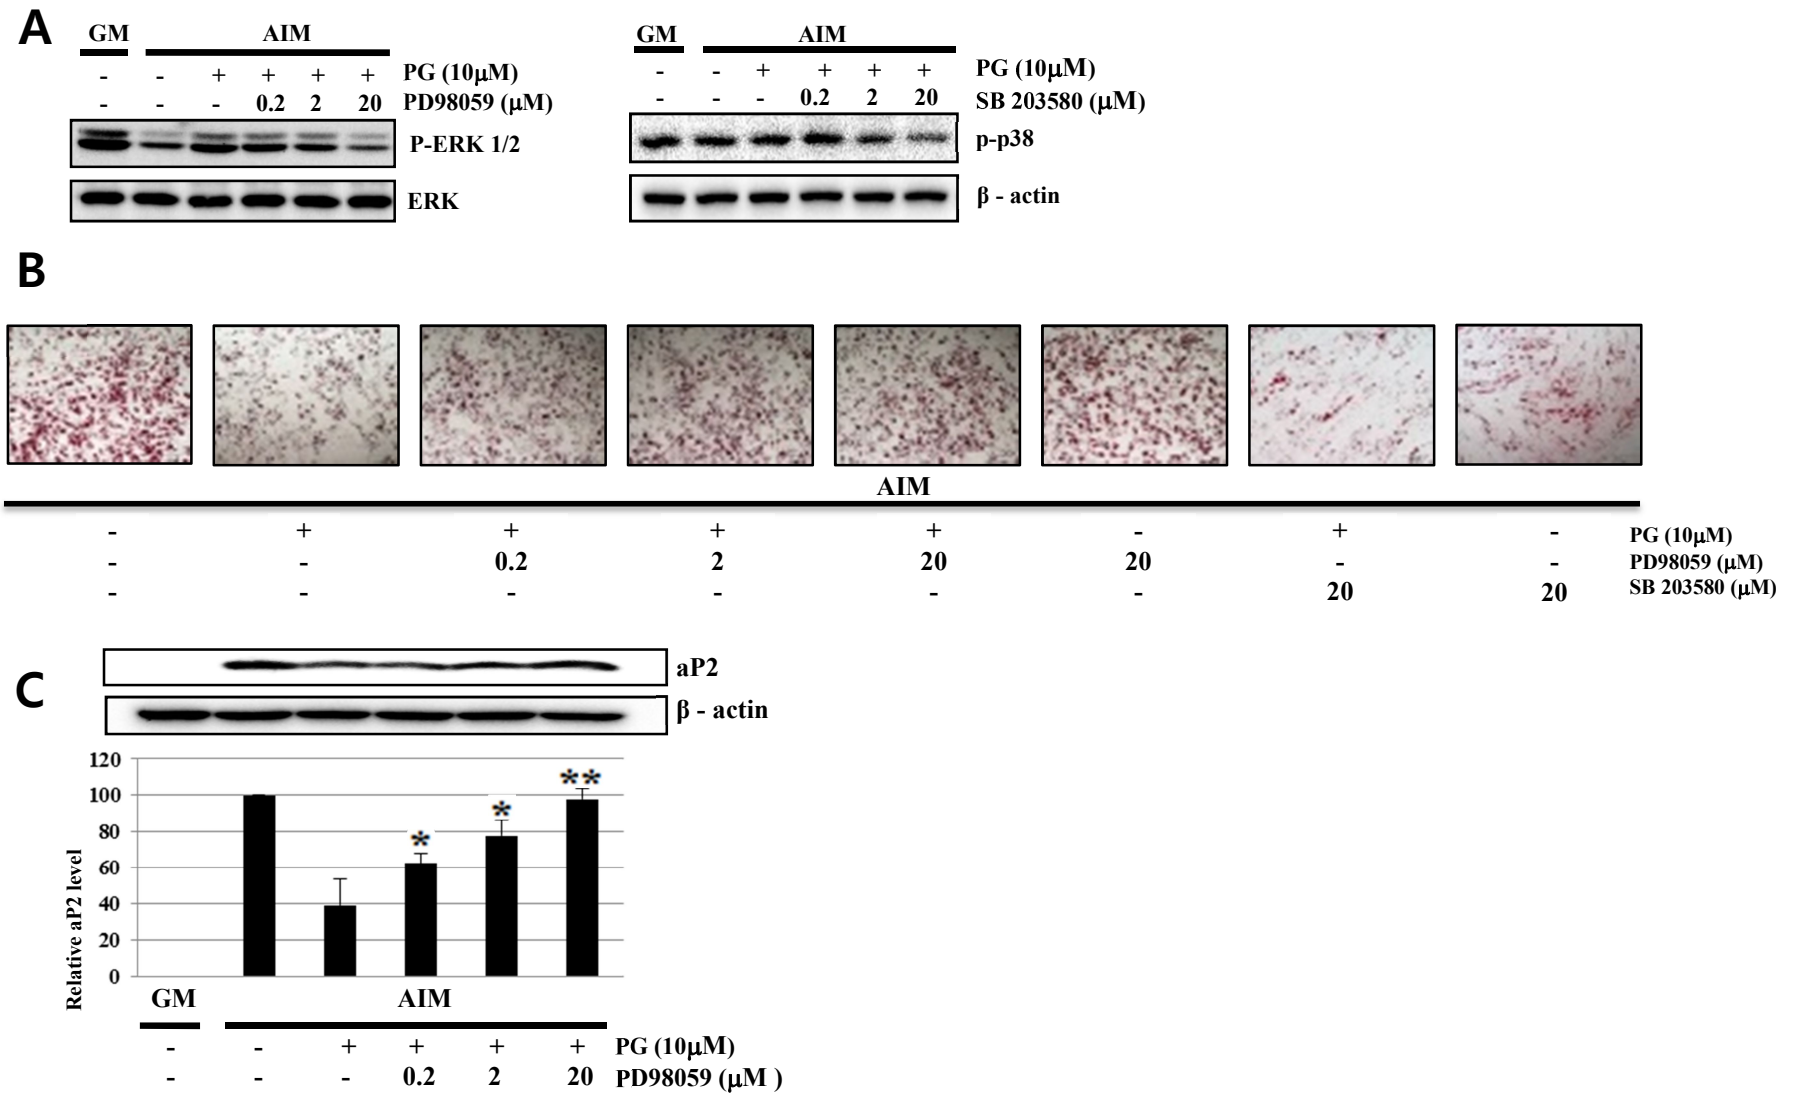 A
GM AIM
- - + + + + PG (10μM)
- - - 0.2 2 20 PD98059 (μM)
P-ERK 1/2
ERK
GM AIM
- - + + + + PG (10μM)
- - - 0.2 2 20 SB 203580 (μM)
p-p38
β - actin
B
AIM
- + + + + - + - PG (10μM)
- - 0.2 2 20 20 - - PD98059 (μM)
- - - - - - 20 20 SB 203580 (μM)
C
aP2
β - actin
Relative aP2 level
120
100
80
60
40
20
0
*
*
**
GM AIM
- - + + + + PG (10μM)
- - - 0.2 2 20 PD98059 (μM )